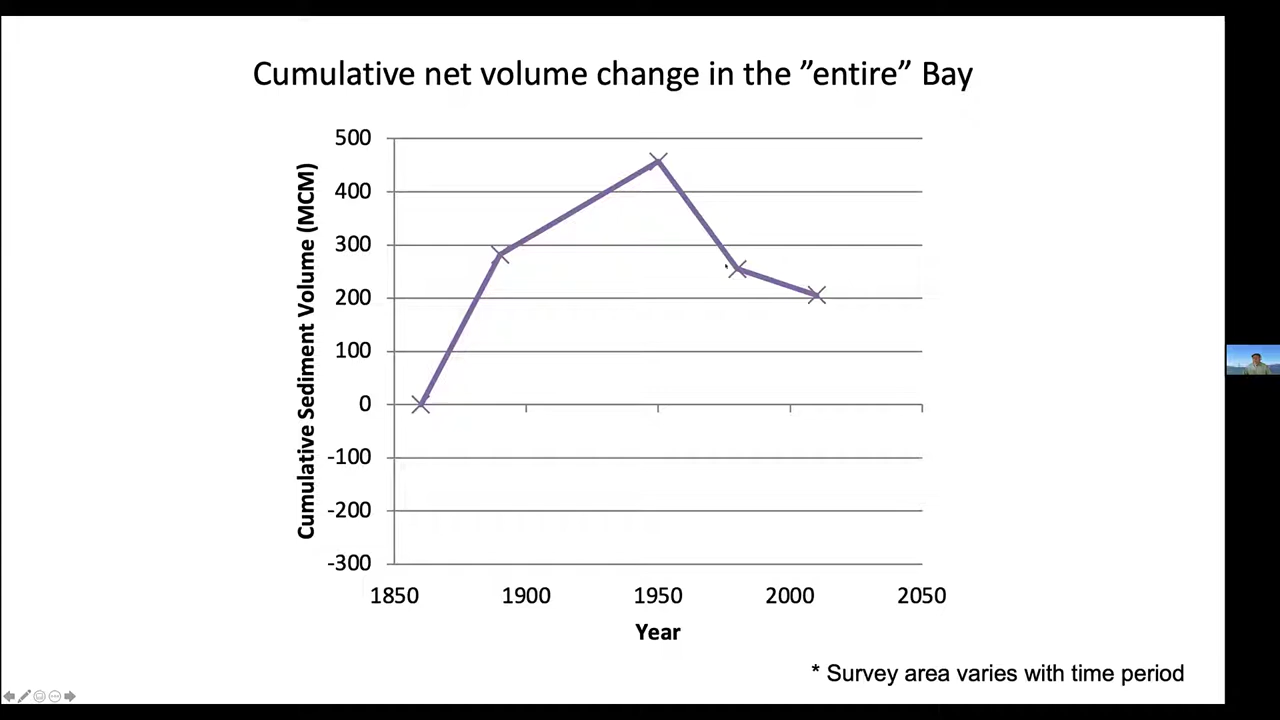 Cumulative net volume change in the ”entire” Bay
500
400
300
200
100
0
-100
-200
-300
Cumulative Sediment Volume (MCM)
1850 1900 1950 2000 2050
Year
* Survey area varies with time period